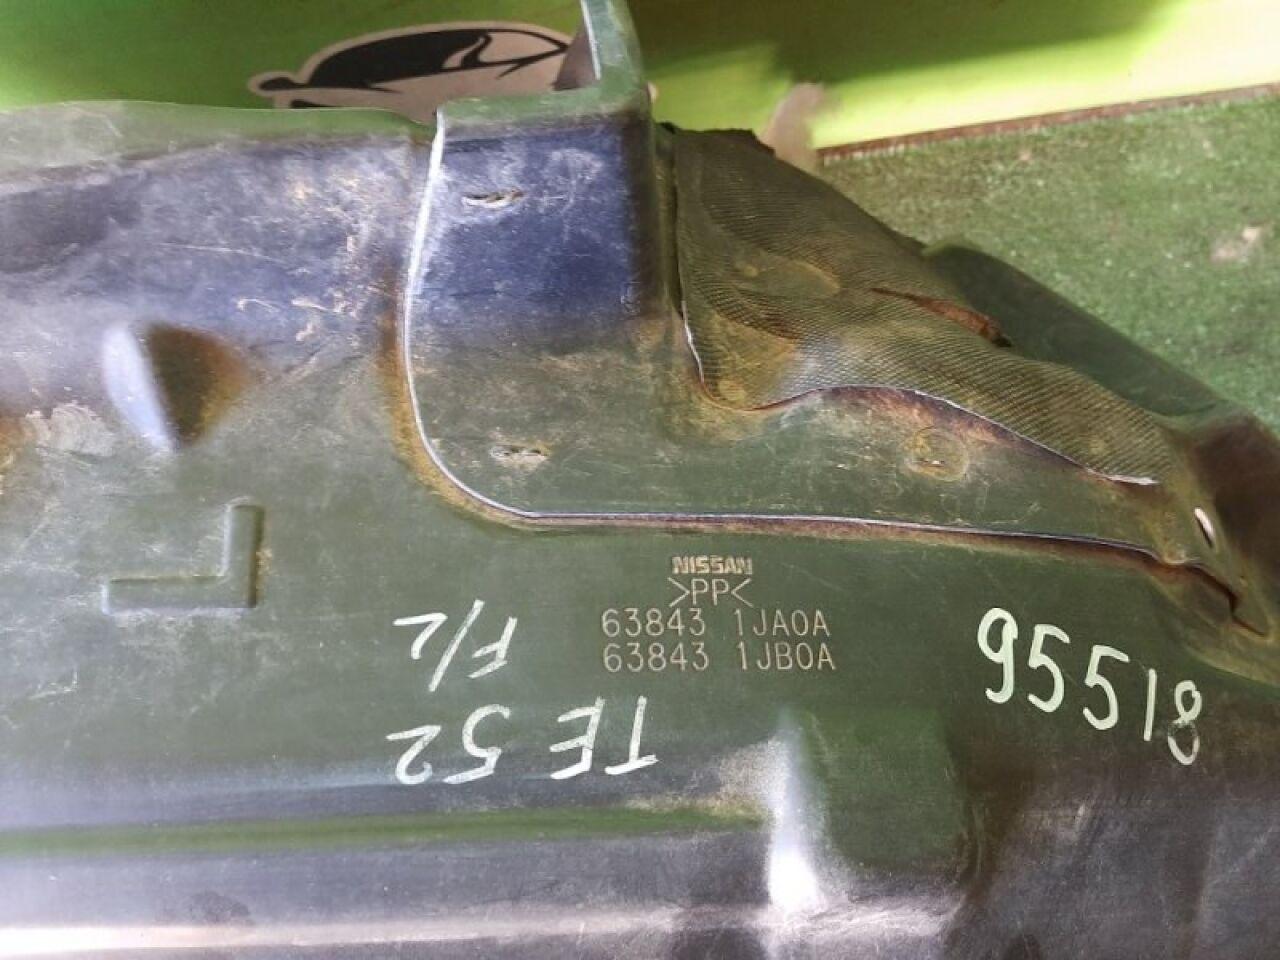 L
NISSAN
>PP<
63843 1JA0A
63843 1JB0A
F/L
TE52
95518